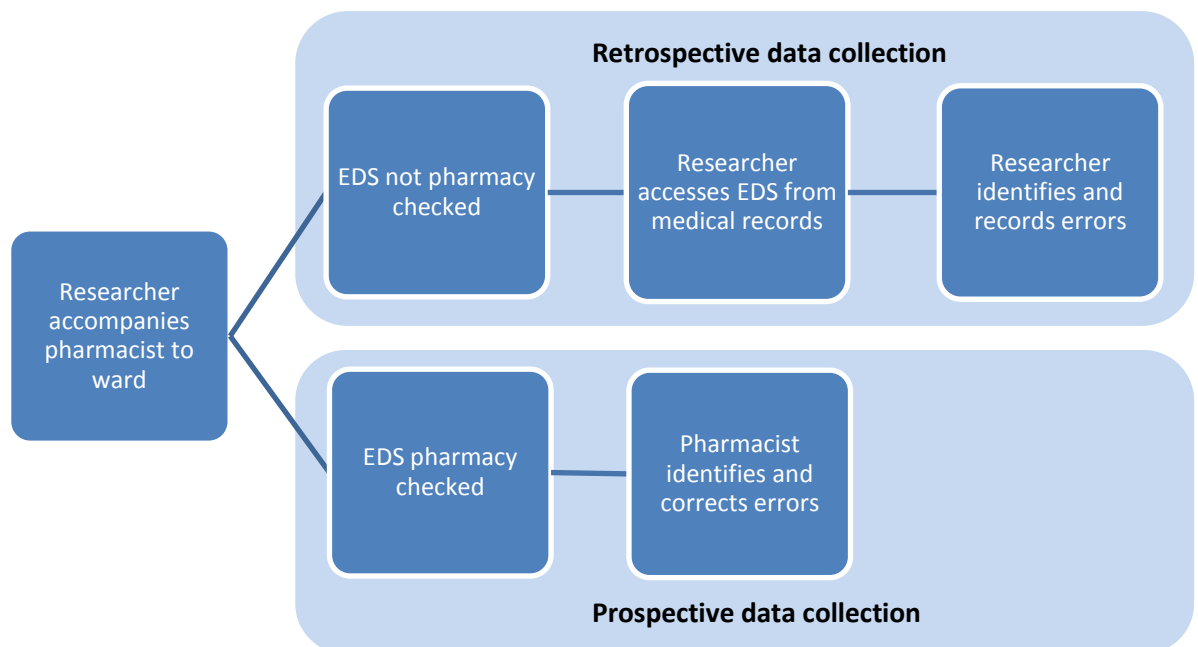 Retrospective data collection
EDS not pharmacy
checked
Researcher
accesses EDS from
medical records
Researcher
identifies and
records errors
Researcher
accompanies
pharmacist to
ward
EDS pharmacy
checked
Pharmacist
identifies and
corrects errors
Prospective data collection